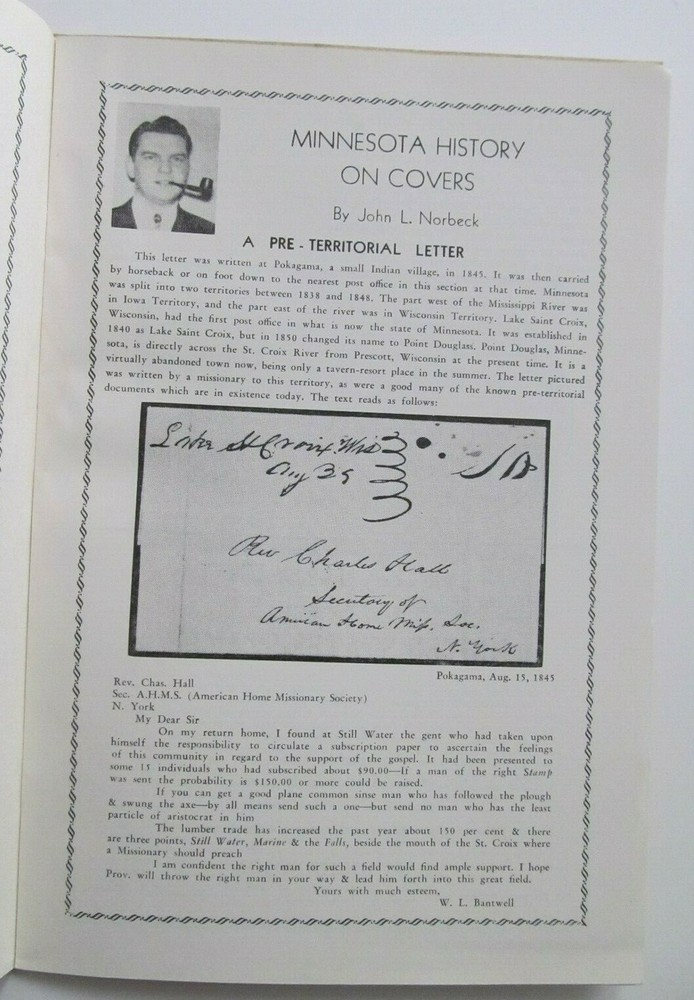 MINNESOTA HISTORY
ON COVERS
By John L. Norbeck
A PRE - TERRITORIAL LETTER
This letter was written at Pokagama, a small Indian village, in 1845. It was then carried
by horseback or on foot down to the nearest post office in this section at that time. Minnesota
was split into two territories between 1838 and 1848. The part west of the Mississippi River was
in Iowa Territory, and the part east of the river was in Wisconsin Territory. Lake Saint Croix,
Wisconsin, had the first post office in what is now the state of Minnesota. It was established in
1840 as Lake Saint Croix, but in 1850 changed its name to Point Douglass. Point Douglas, Minne-
sota, is directly across the St. Croix River from Prescott, Wisconsin at the present time. It is a
virtually abandoned town now, being only a tavern-resort place in the summer. The letter pictured
was written by a missionary to this territory, as were a good many of the known pre-territorial
documents which are in existence today. The text reads as follows:
Lake St Croix Wis
Aug 29
Rev Charles Hall
Secretary of
American Home Miss. Soc.
N. York
Pokagama, Aug. 15, 1845
Rev. Chas. Hall
Sec. A.H.M.S. (American Home Missionary Society)
N. York
My Dear Sir
On my return home, I found at Still Water the gent who had taken upon
himself the responsibility to circulate a subscription paper to ascertain the feelings
of this community in regard to the support of the gospel. It had been presented to
some 15 individuals who had subscribed about $90.00—If a man of the right Stamp
was sent the probability is $150.00 or more could be raised.
If you can get a good plane common sinse man who has followed the plough
& swung the axe—by all means send such a one—but send no man who has the least
particle of aristocrat in him
The lumber trade has increased the past year about 150 per cent & there
are three points, Still Water, Marine & the Falls, beside the mouth of the St. Croix where
a Missionary should preach
I am confident the right man for such a field would find ample support. I hope
Prov. will throw the right man in your way & lead him forth into this great field.
Yours with much esteem,
W. L. Bantwell